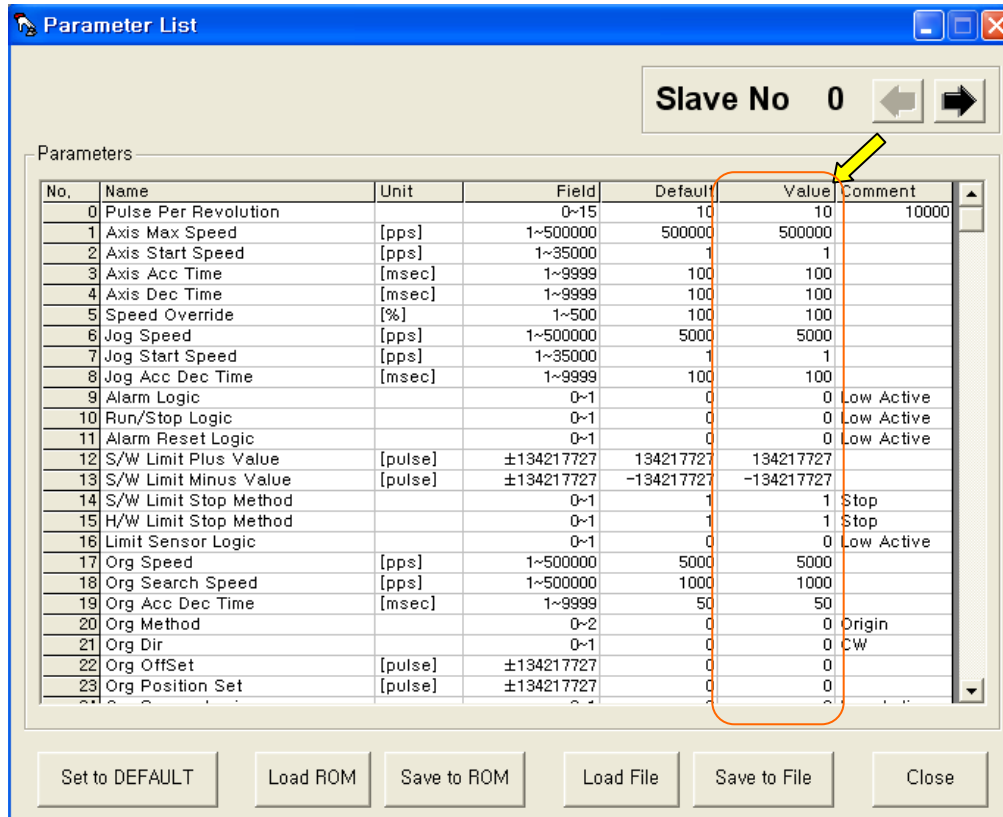 Parameter List
Slave No 0
Parameters
No. Name Unit Field Default Value Comment
0 Pulse Per Revolution 0~15 10 10 10000
1 Axis Max Speed [pps] 1~500000 500000 500000
2 Axis Start Speed [pps] 1~35000 1 1
3 Axis Acc Time [msec] 1~9999 100 100
4 Axis Dec Time [msec] 1~9999 100 100
5 Speed Override [%] 1~500 100 100
6 Jog Speed [pps] 1~500000 5000 5000
7 Jog Start Speed [pps] 1~35000 1 1
8 Jog Acc Dec Time [msec] 1~9999 100 100
9 Alarm Logic 0~1 0 0 Low Active
10 Run/Stop Logic 0~1 0 0 Low Active
11 Alarm Reset Logic 0~1 0 0 Low Active
12 S/W Limit Plus Value [pulse] ±134217727 134217727 134217727
13 S/W Limit Minus Value [pulse] ±134217727 -134217727 -134217727
14 S/W Limit Stop Method 0~1 1 1 Stop
15 H/W Limit Stop Method 0~1 1 1 Stop
16 Limit Sensor Logic 0~1 0 0 Low Active
17 Org Speed [pps] 1~500000 5000 5000
18 Org Search Speed [pps] 1~500000 1000 1000
19 Org Acc Dec Time [msec] 1~9999 50 50
20 Org Method 0~2 0 0 Origin
21 Org Dir 0~1 0 0 CW
22 Org OffSet [pulse] ±134217727 0 0
23 Org Position Set [pulse] ±134217727 0 0
Set to DEFAULT Load ROM Save to ROM Load File Save to File Close